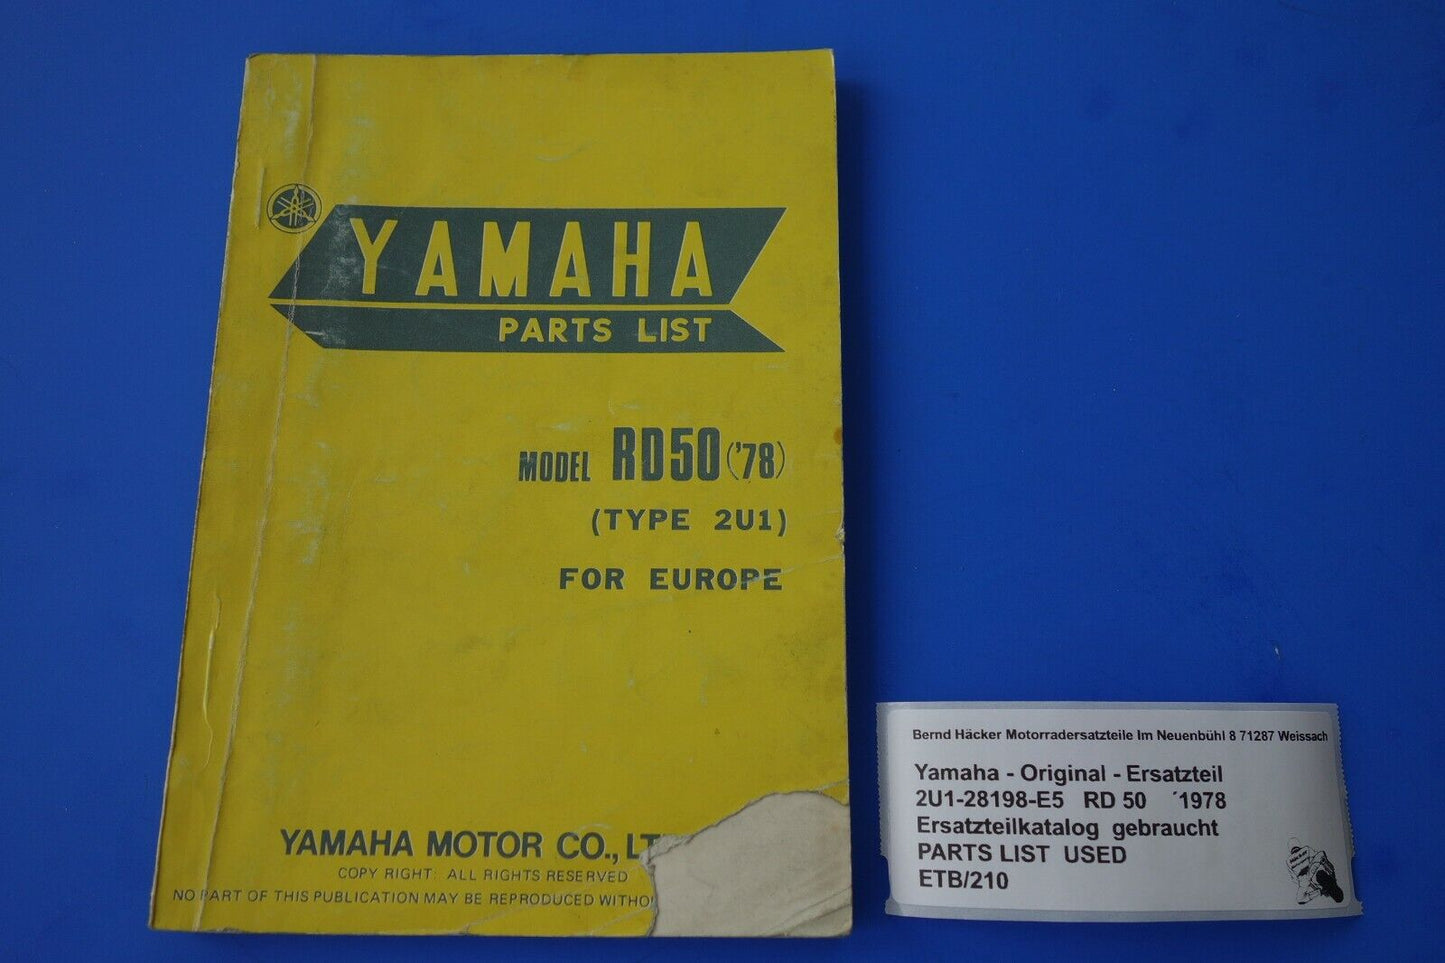 YAMAHA
PARTS LIST
MODEL RD50 ('78)
(TYPE 2U1)
FOR EUROPE
YAMAHA MOTOR CO., LT
COPY RIGHT: ALL RIGHTS RESERVED
NO PART OF THIS PUBLICATION MAY BE REPRODUCED WITHO
Bernd Häcker Motorradersatzteile Im Neuenbühl 8 71287 Weissach
Yamaha - Original - Ersatzteil
2U1-28198-E5 RD 50 ´1978
Ersatzteilkatalog gebraucht
PARTS LIST USED
ETB/210